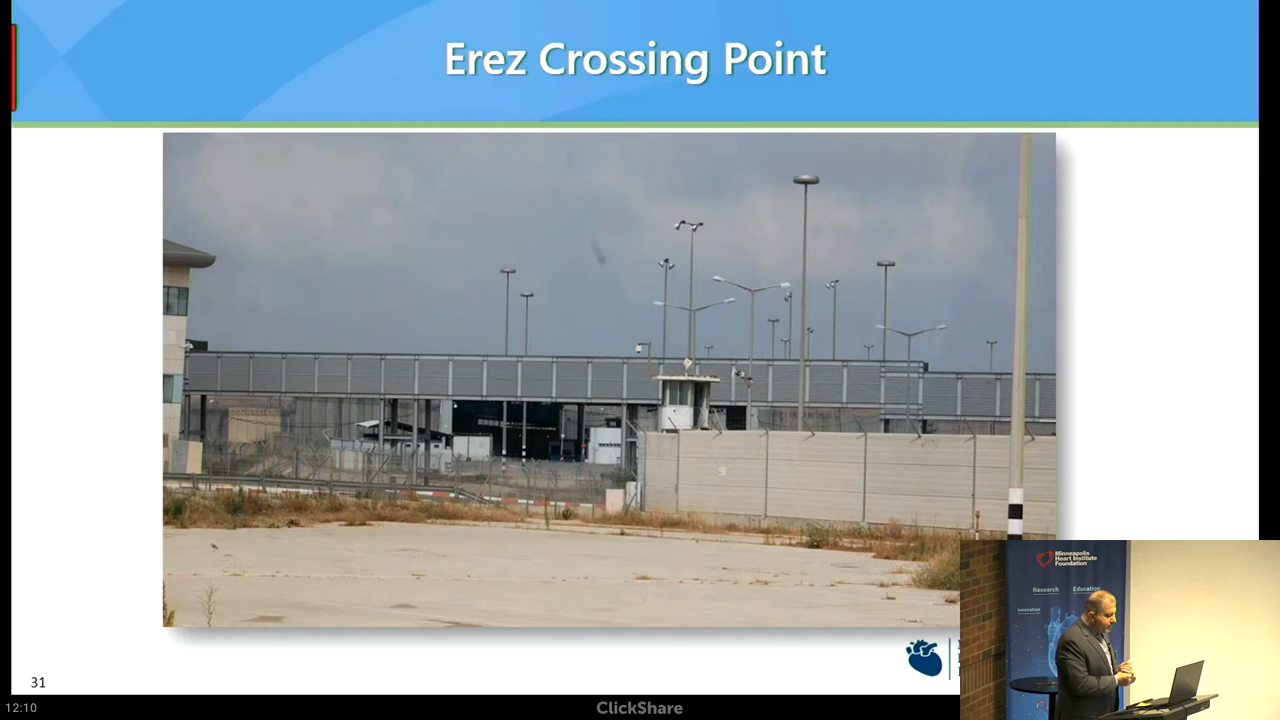 Erez Crossing Point
Minneapolis
Heart Institute
Foundation
Research
Education
Innovation
31
12:10
ClickShare